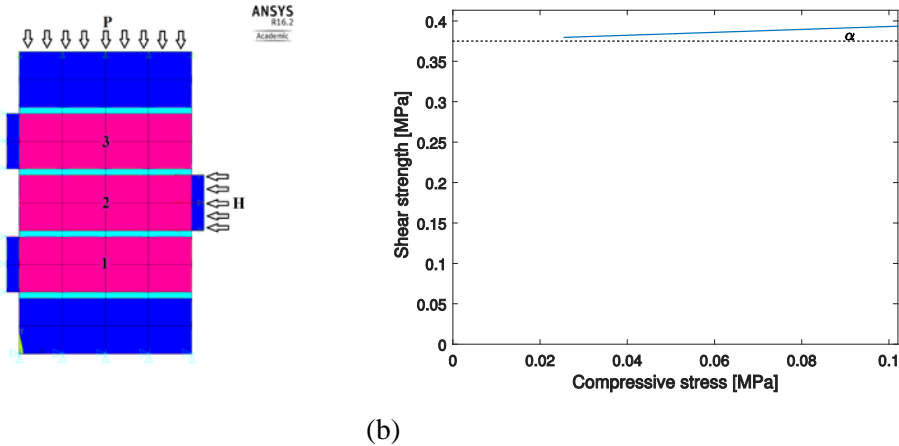 ANSYS
R16.2
Academic
P
3
2
H
1
0.4
0.35
0.3
0.25
0.2
0.15
0.1
0.05
0
Shear strength [MPa]
α
0 0.02 0.04 0.06 0.08 0.1
Compressive stress [MPa]
(b)